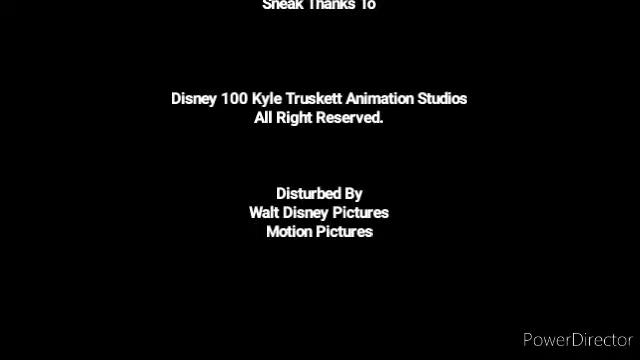 Sneak Thanks To
Disney 100 Kyle Truskett Animation Studios
All Right Reserved.
Disturbed By
Walt Disney Pictures
Motion Pictures
PowerDirector